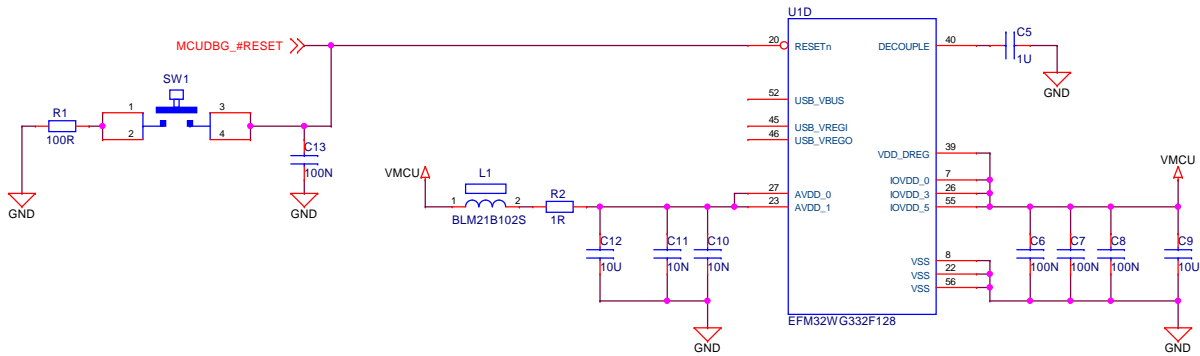 U1D
MCUDBG_#RESET
20
RESETn
DECOUPLE
40
C5
1U
GND
SW1
R1
100R
1
2
3
4
C13
100N
GND
GND
52
USB_VBUS
45
USB_VREGI
46
USB_VREGO
VDD_DREG
39
IOVDD_0
7
IOVDD_3
26
IOVDD_5
55
VMCU
VMCU
L1
1
2
BLM21B102S
R2
1R
27
AVDD_0
23
AVDD_1
C12
10U
C11
10N
C10
10N
GND
C6
100N
C7
100N
C8
100N
C9
10U
VSS
8
VSS
22
VSS
56
GND
EFM32WG332F128